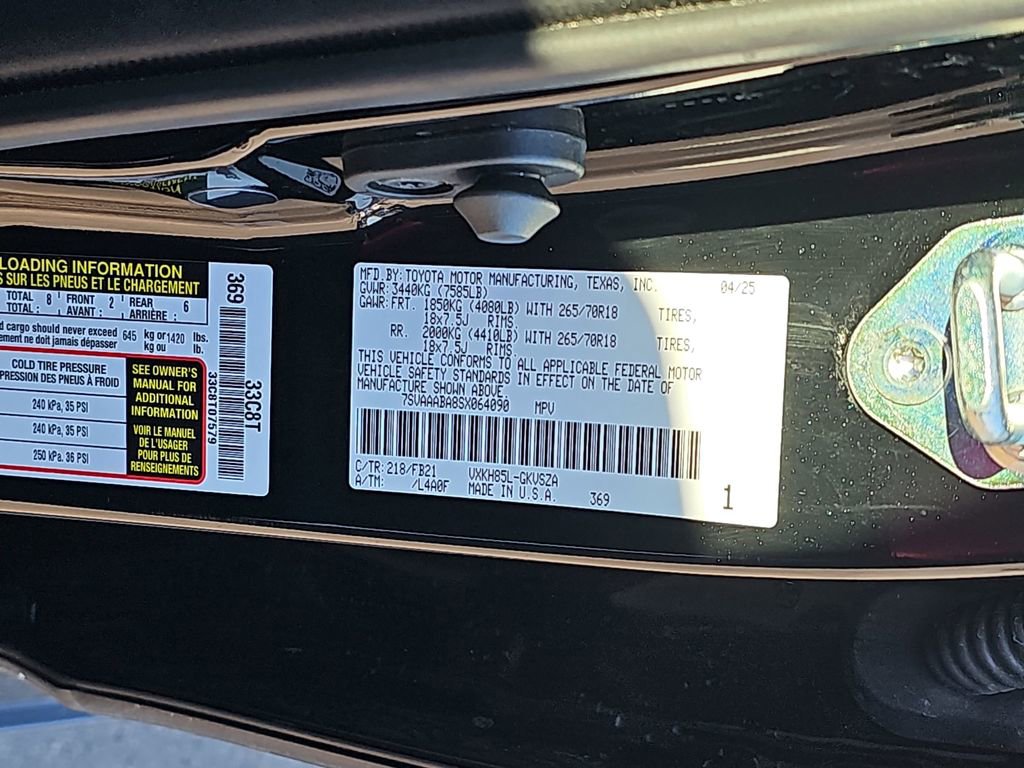 LOADING INFORMATION
S SUR LES PNEUS ET LE CHARGEMENT
TOTAL 8 FRONT 2 REAR 6
TOTAL : AVANT : ARRIÈRE :
d cargo should never exceed 645 kg or 1420 lbs.
ement ne doit jamais dépasser kg ou lb.
COLD TIRE PRESSURE
PRESSION DES PNEUS À FROID
240 kPa, 35 PSI
240 kPa, 35 PSI
250 kPa, 36 PSI
SEE OWNER'S
MANUAL FOR
ADDITIONAL
INFORMATION
VOIR LE MANUEL
DE L'USAGER
POUR PLUS DE
RENSEIGNEMENTS
33C8T07579
369
33C8T
MFD.BY:TOYOTA MOTOR MANUFACTURING, TEXAS, INC. 04/25
GVWR:3440KG (7585LB)
GAWR:FRT. 1850KG (4080LB) WITH 265/70R18 TIRES,
18x7.5J RIMS.
RR. 2000KG (4410LB) WITH 265/70R18 TIRES,
18x7.5J RIMS.
THIS VEHICLE CONFORMS TO ALL APPLICABLE FEDERAL MOTOR
VEHICLE SAFETY STANDARDS IN EFFECT ON THE DATE OF
MANUFACTURE SHOWN ABOVE.
7SVAAABA8SX064090 MPV
C/TR:218/FB21 VXKH85L-GKVSZA
A/TM: /L4A0F MADE IN U.S.A. 369
1